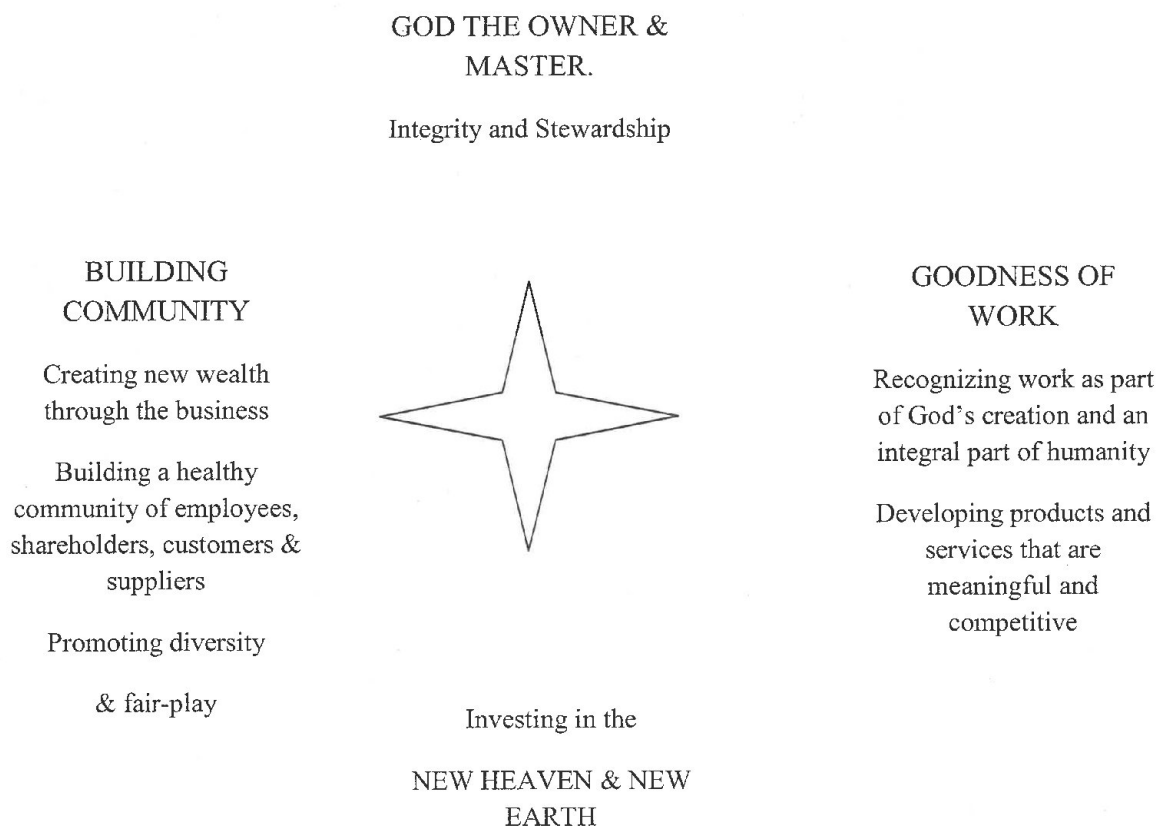 GOD THE OWNER &
MASTER.
Integrity and Stewardship
BUILDING
COMMUNITY
Creating new wealth
through the business
Building a healthy
community of employees,
shareholders, customers &
suppliers
Promoting diversity
& fair-play
GOODNESS OF
WORK
Recognizing work as part
of God's creation and an
integral part of humanity
Developing products and
services that are
meaningful and
competitive
Investing in the
NEW HEAVEN & NEW
EARTH